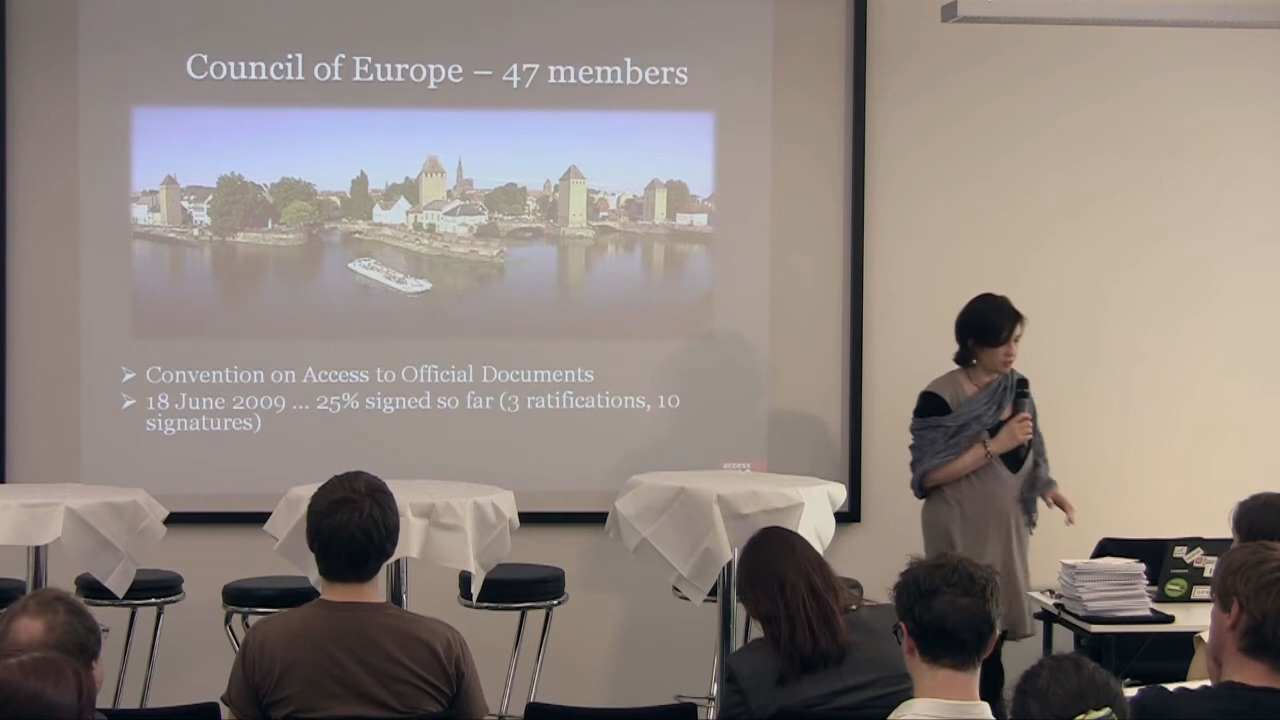 Council of Europe – 47 members
➢ Convention on Access to Official Documents
➢ 18 June 2009 ... 25% signed so far (3 ratifications, 10
signatures)
access